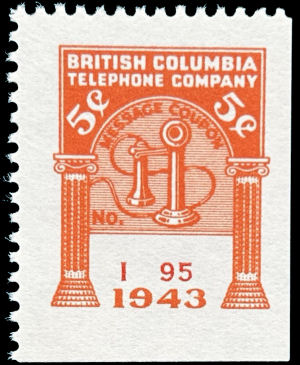 BRITISH COLUMBIA
TELEPHONE COMPANY
5¢ 5¢
MESSAGE COUPON
NO.
I 95
1943